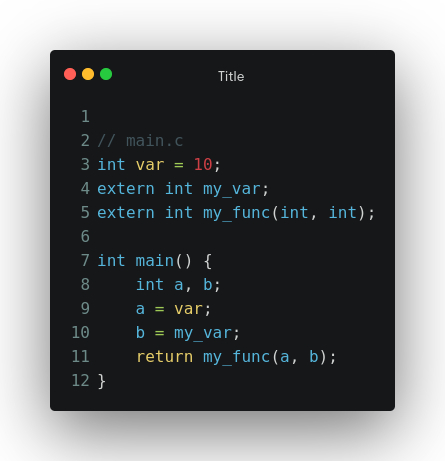 Title
1
2 // main.c
3 int var = 10;
4 extern int my_var;
5 extern int my_func(int, int);
6
7 int main() {
8     int a, b;
9     a = var;
10     b = my_var;
11     return my_func(a, b);
12 }